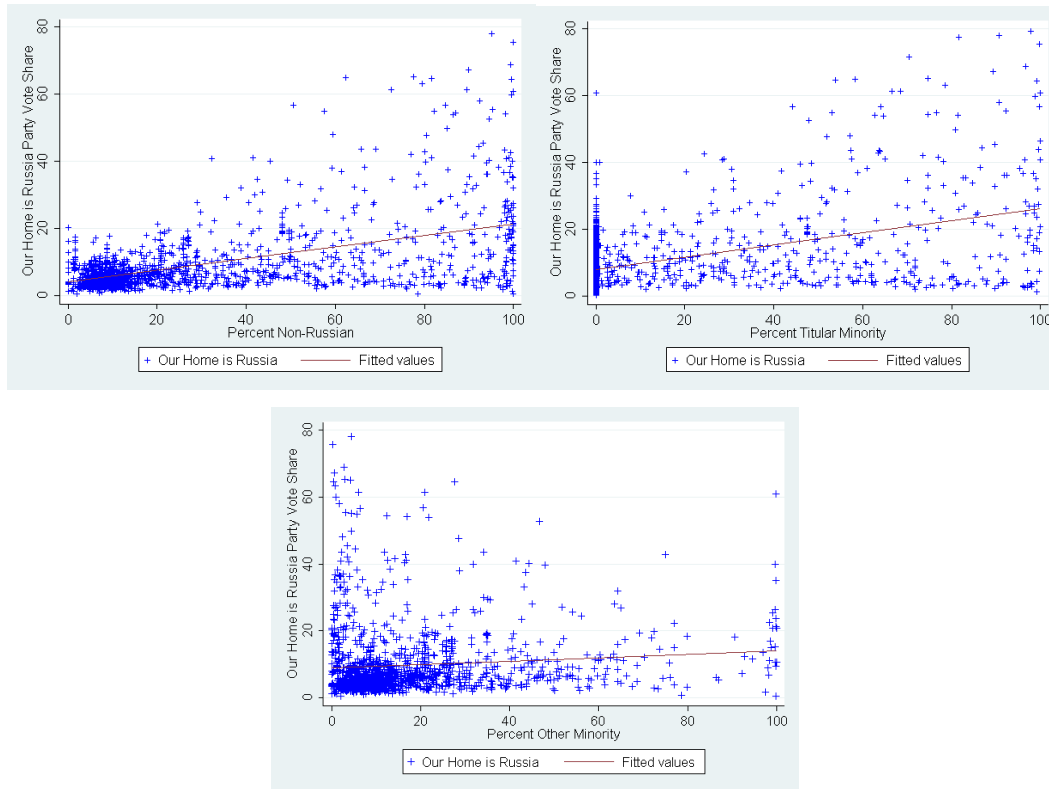 Our Home is Russia Party Vote Share
80
60
40
20
0
0 20 40 60 80 100
Percent Non-Russian
+ Our Home is Russia Fitted values
Our Home is Russia Party Vote Share
80
60
40
20
0
0 20 40 60 80 100
Percent Titular Minority
+ Our Home is Russia Fitted values
Our Home is Russia Party Vote Share
80
60
40
20
0
0 20 40 60 80 100
Percent Other Minority
+ Our Home is Russia Fitted values